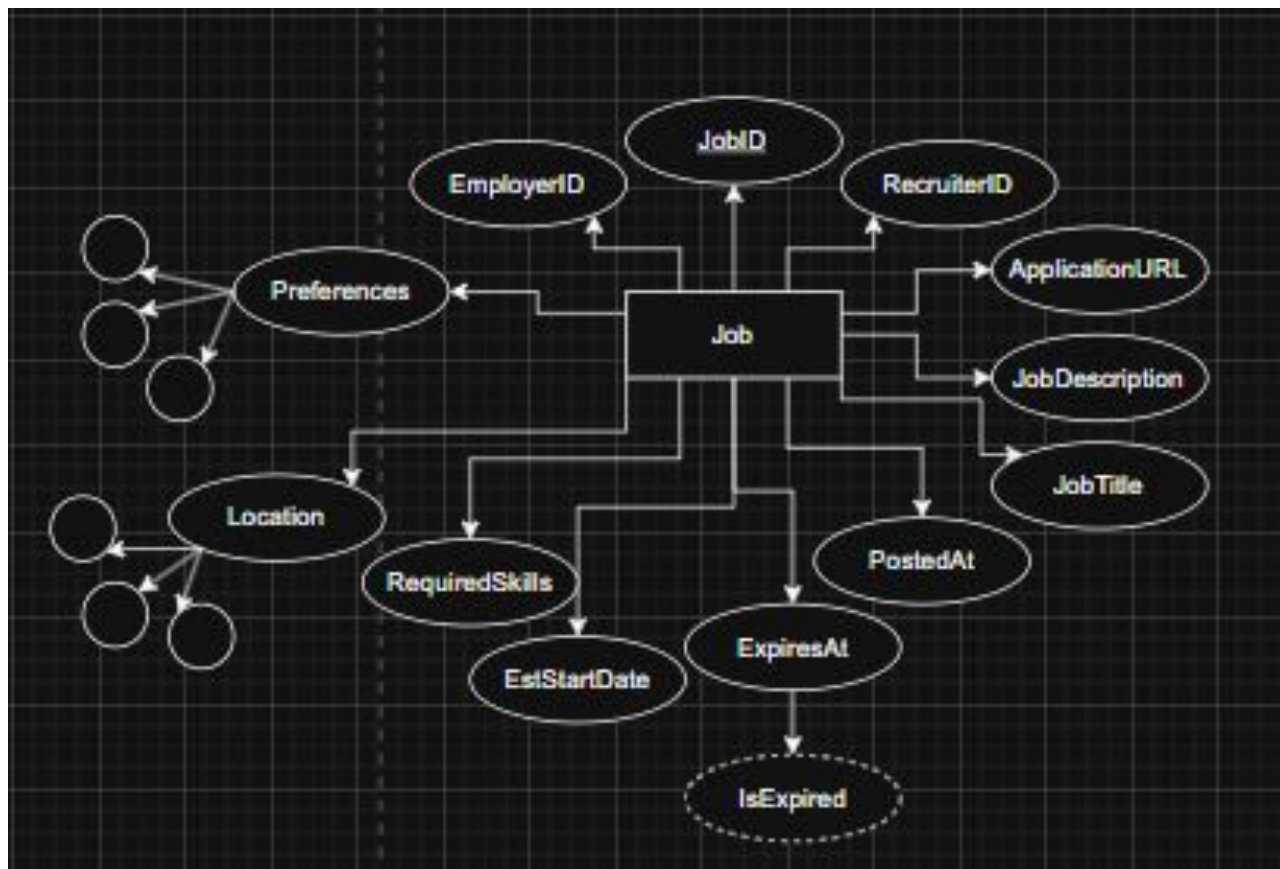 JobID
EmployerID
RecruiterID
ApplicationURL
Preferences
Job
JobDescription
JobTitle
Location
PostedAt
RequiredSkills
ExpiresAt
EstStartDate
IsExpired